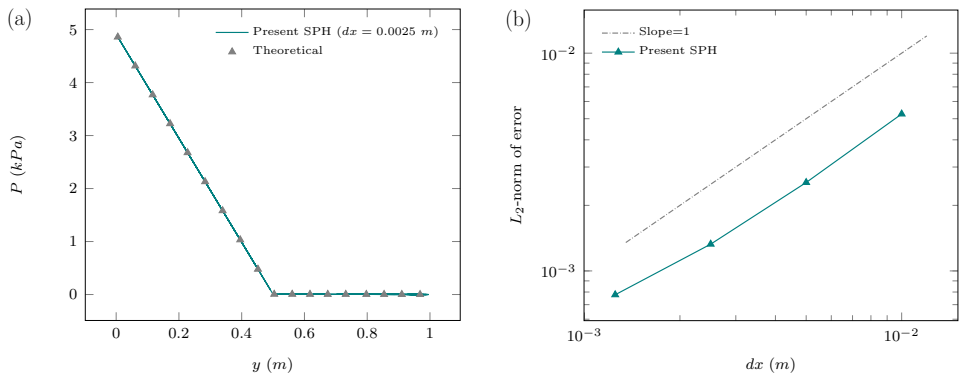 (a)
Present SPH (dx = 0.0025 m)
Theoretical
P (kPa)
5
4
3
2
1
0
0
0.2
0.4
0.6
0.8
1
y (m)
(b)
Slope=1
Present SPH
L₂-norm of error
10⁻²
10⁻³
10⁻³
10⁻²
dx (m)